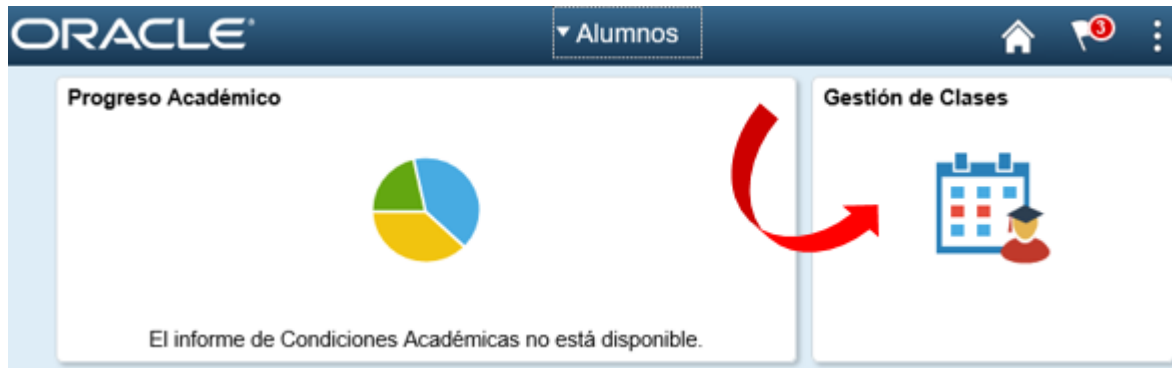 ORACLE
Alumnos
3
Progreso Académico
Gestión de Clases
El informe de Condiciones Académicas no está disponible.